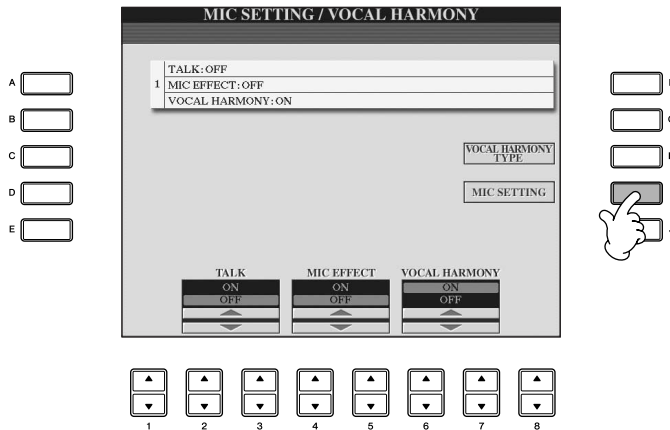 MIC SETTING / VOCAL HARMONY
TALK:OFF
1 MIC EFFECT:OFF
VOCAL HARMONY:ON
A
B
C
D
E
VOCAL HARMONY
TYPE
MIC SETTING
TALK MIC EFFECT VOCAL HARMONY
ON ON ON
OFF OFF OFF
1 2 3 4 5 6 7 8